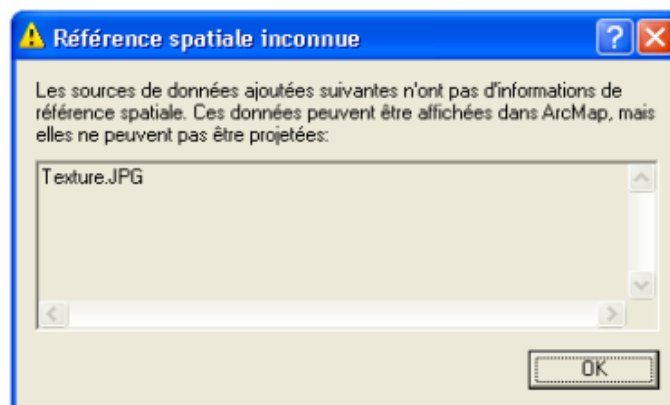 Référence spatiale inconnue
Les sources de données ajoutées suivantes n'ont pas d'informations de
référence spatiale. Ces données peuvent être affichées dans ArcMap, mais
elles ne peuvent pas être projetées:
Texture.JPG
OK